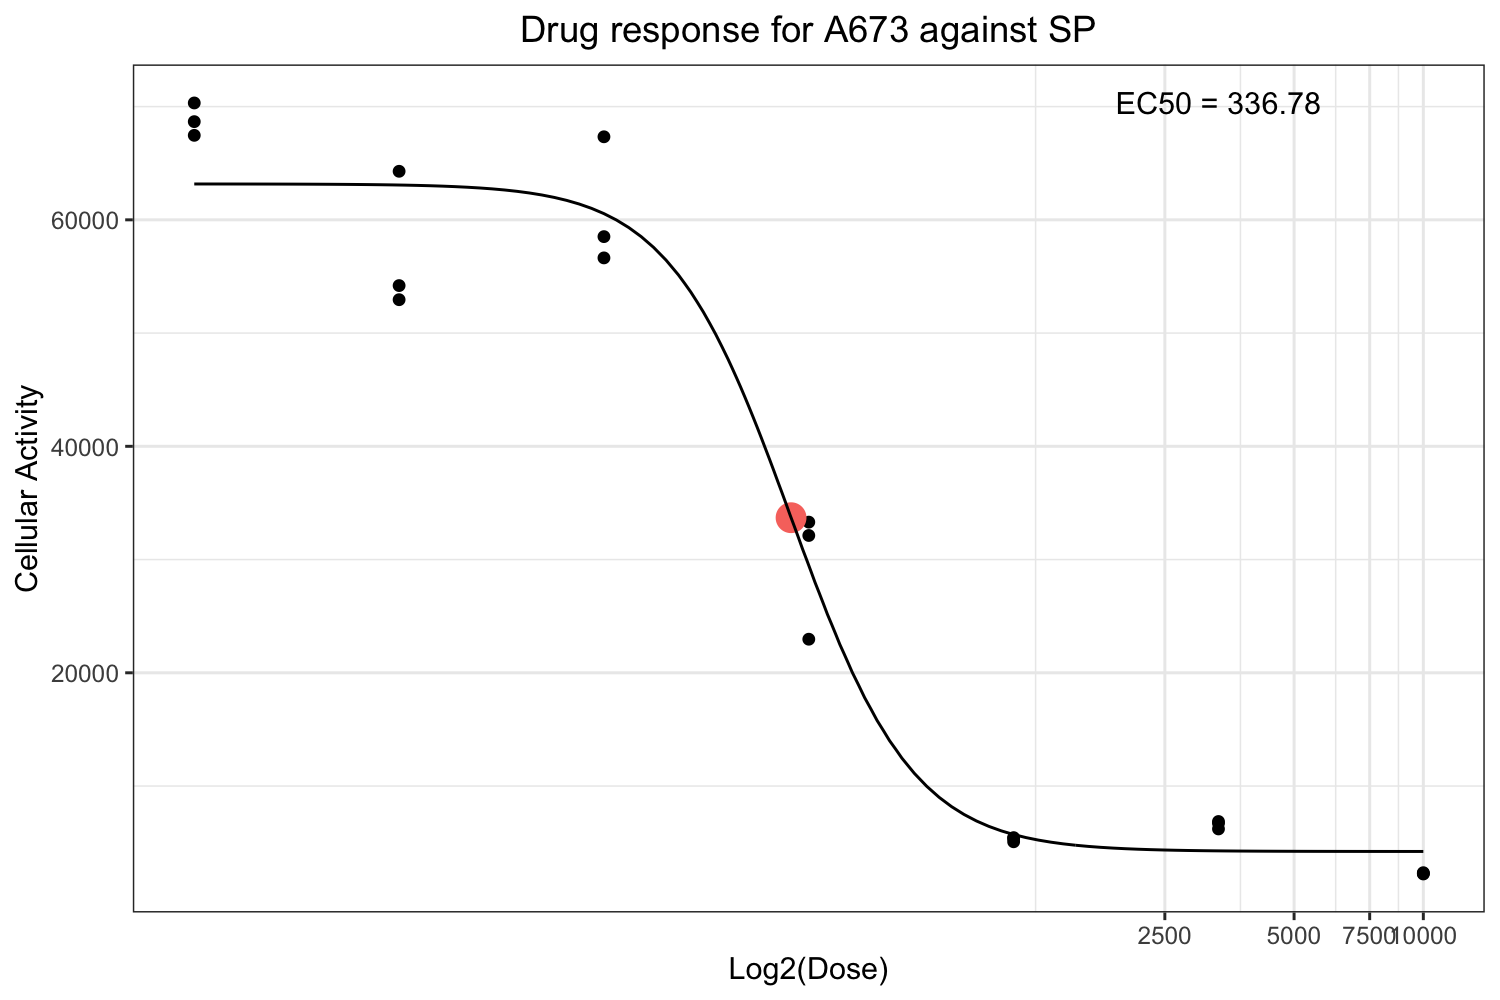 Drug response for A673 against SP
EC50 = 336.78
60000
40000
20000
Cellular Activity
2500 5000 7500 10000
Log2(Dose)